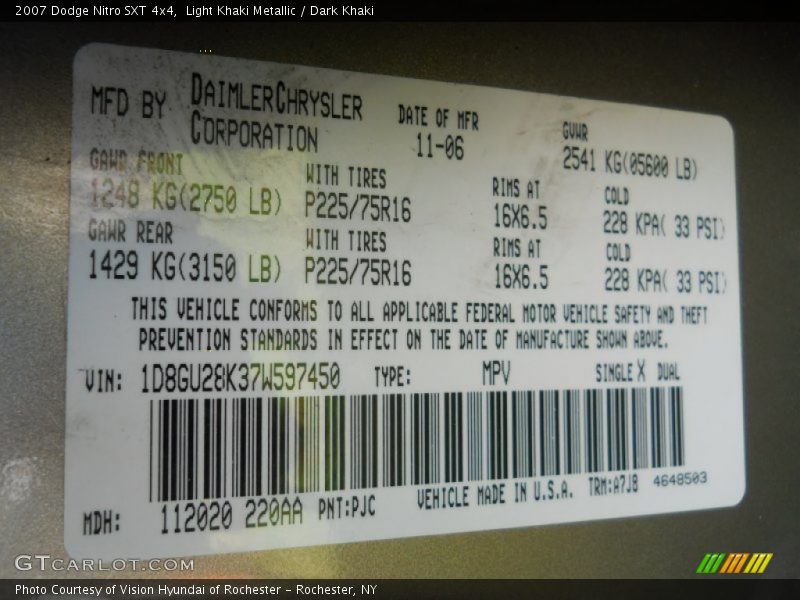 2007 Dodge Nitro SXT 4x4,  Light Khaki Metallic / Dark Khaki
MFD BY DAIMLERCHRYSLER CORPORATION
DATE OF MFR 11-06
GVWR 2541 KG(05600 LB)
GAWR FRONT WITH TIRES RIMS AT COLD
1248 KG(2750 LB) P225/75R16 16X6.5 228 KPA( 33 PSI)
GAWR REAR WITH TIRES RIMS AT COLD
1429 KG(3150 LB) P225/75R16 16X6.5 228 KPA( 33 PSI)
THIS VEHICLE CONFORMS TO ALL APPLICABLE FEDERAL MOTOR VEHICLE SAFETY AND THEFT
PREVENTION STANDARDS IN EFFECT ON THE DATE OF MANUFACTURE SHOWN ABOVE.
VIN: 1D8GU28K37W597450 TYPE: MPV SINGLE X DUAL
MDH: 112020 220AA PNT:PJC VEHICLE MADE IN U.S.A. TRM:A7J8 4648503
GTCARLOT.COM
Photo Courtesy of Vision Hyundai of Rochester – Rochester, NY